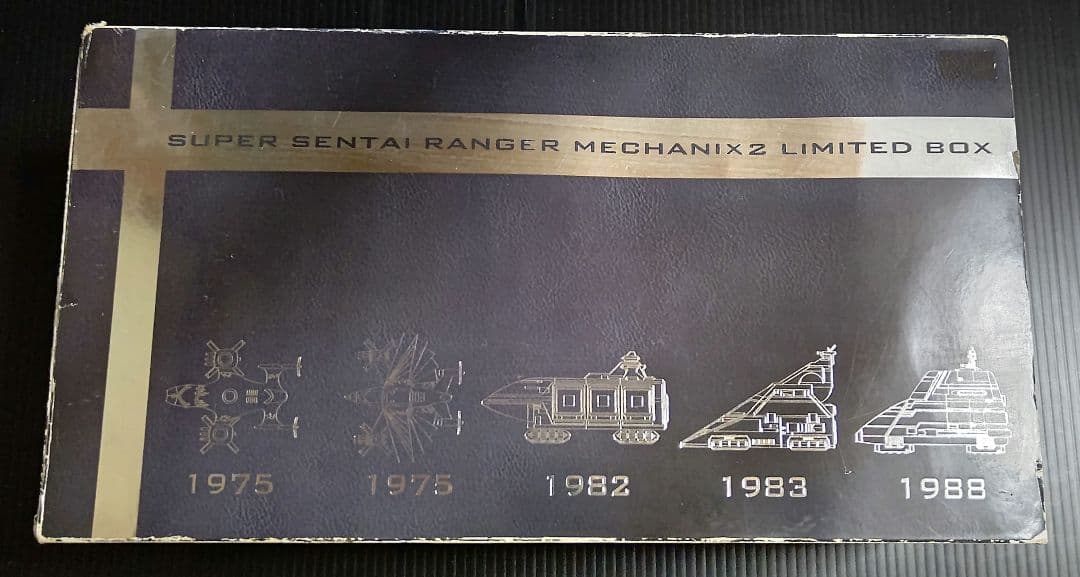 SUPER SENTAI RANGER MECHANIX2 LIMITED BOX
1975 1975 1982 1983 1988